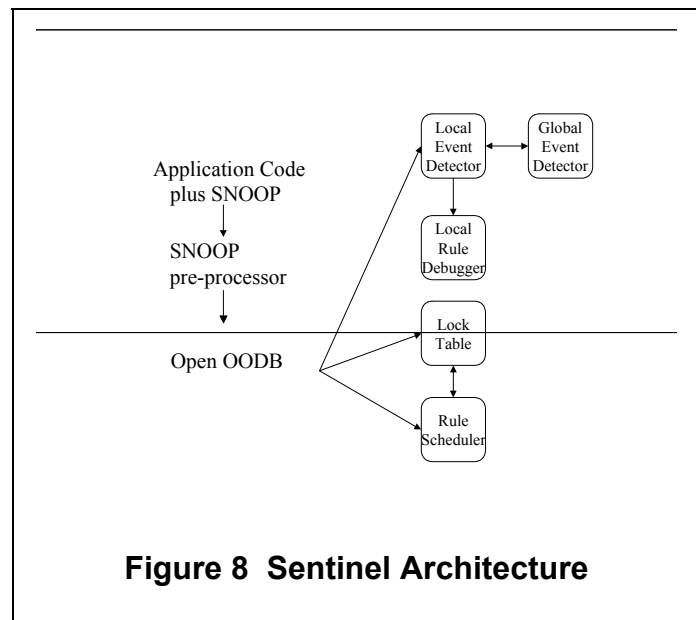 Application Code
plus SNOOP
SNOOP
pre-processor
Open OODB
Local
Event
Detector
Global
Event
Detector
Local
Rule
Debugger
Lock
Table
Rule
Scheduler
Figure 8 Sentinel Architecture